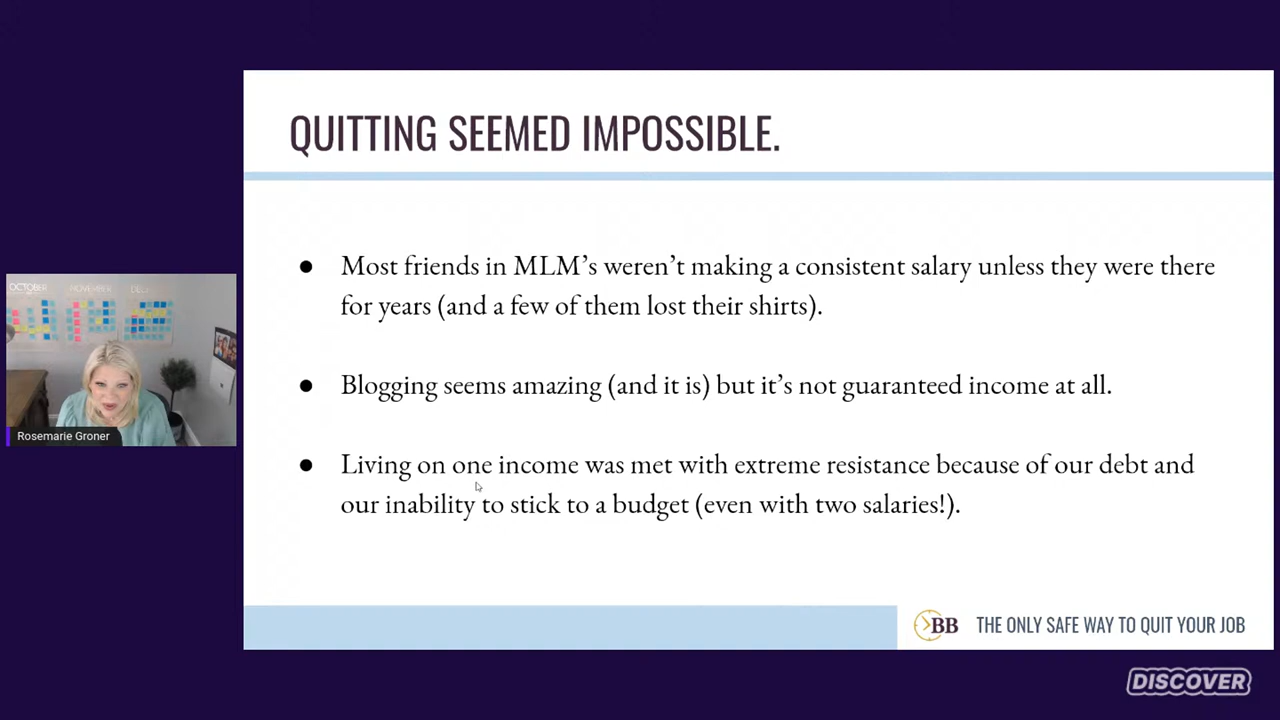 QUITTING SEEMED IMPOSSIBLE.
● Most friends in MLM’s weren’t making a consistent salary unless they were there
for years (and a few of them lost their shirts).
● Blogging seems amazing (and it is) but it’s not guaranteed income at all.
● Living on one income was met with extreme resistance because of our debt and
our inability to stick to a budget (even with two salaries!).
OCTOBER NOVEMBER
Rosemarie Groner
BB THE ONLY SAFE WAY TO QUIT YOUR JOB
DISCOVER